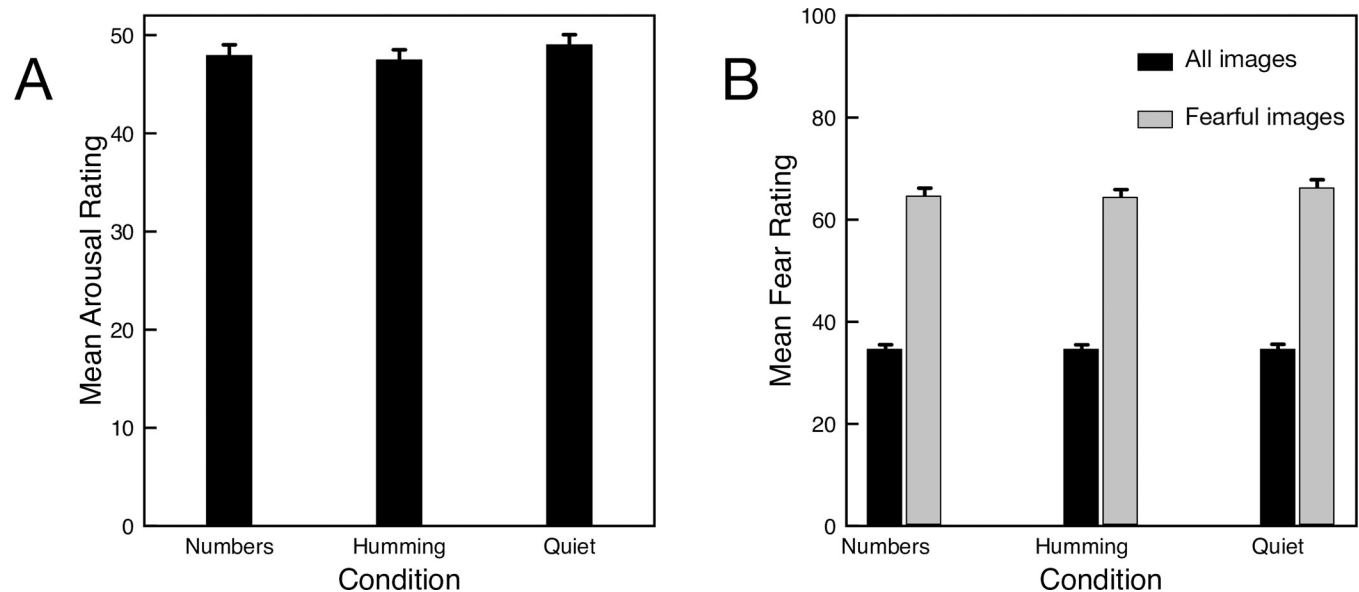 A
Mean Arousal Rating
50
40
30
20
10
0
Numbers Humming Quiet
Condition
B
Mean Fear Rating
100
80
60
40
20
0
All images
Fearful images
Numbers Humming Quiet
Condition